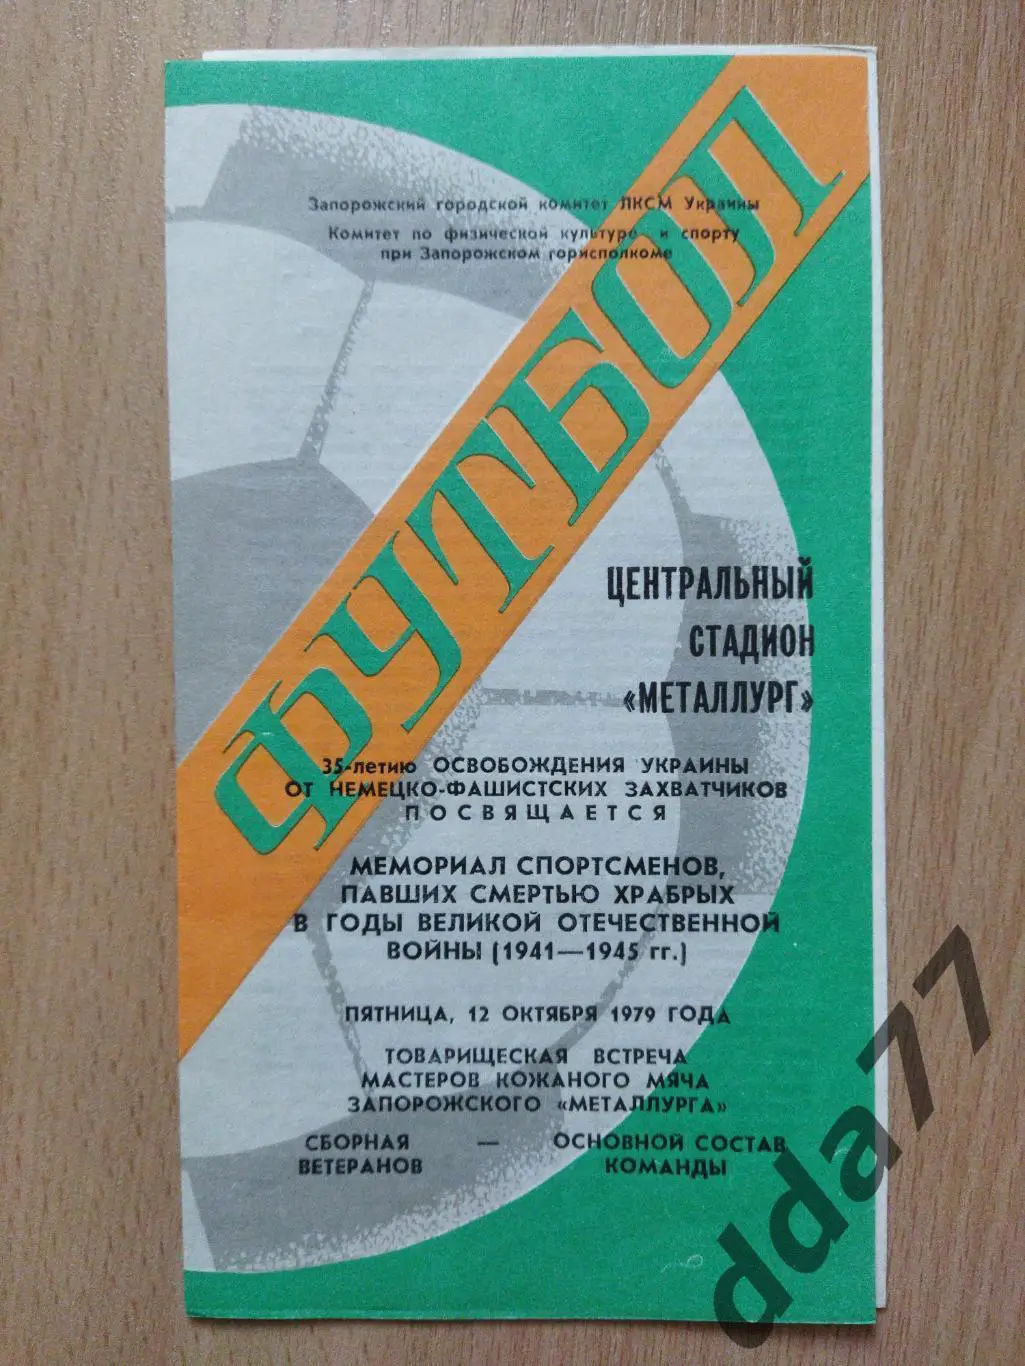 Запорожский городской комитет ЛКСМ Украины
Комитет по физической культуре и спорту
при Запорожском горисполкоме
ФУТБОЛ
ЦЕНТРАЛЬНЫЙ
СТАДИОН
«МЕТАЛЛУРГ»
35-летию ОСВОБОЖДЕНИЯ УКРАИНЫ
ОТ НЕМЕЦКО-ФАШИСТСКИХ ЗАХВАТЧИКОВ
ПОСВЯЩАЕТСЯ
МЕМОРИАЛ СПОРТСМЕНОВ,
ПАВШИХ СМЕРТЬЮ ХРАБРЫХ
В ГОДЫ ВЕЛИКОЙ ОТЕЧЕСТВЕННОЙ
ВОЙНЫ (1941—1945 гг.)
ПЯТНИЦА, 12 ОКТЯБРЯ 1979 ГОДА
ТОВАРИЩЕСКАЯ ВСТРЕЧА
МАСТЕРОВ КОЖАНОГО МЯЧА
ЗАПОРОЖСКОГО «МЕТАЛЛУРГА»
СБОРНАЯ — ОСНОВНОЙ СОСТАВ
ВЕТЕРАНОВ КОМАНДЫ
dda77